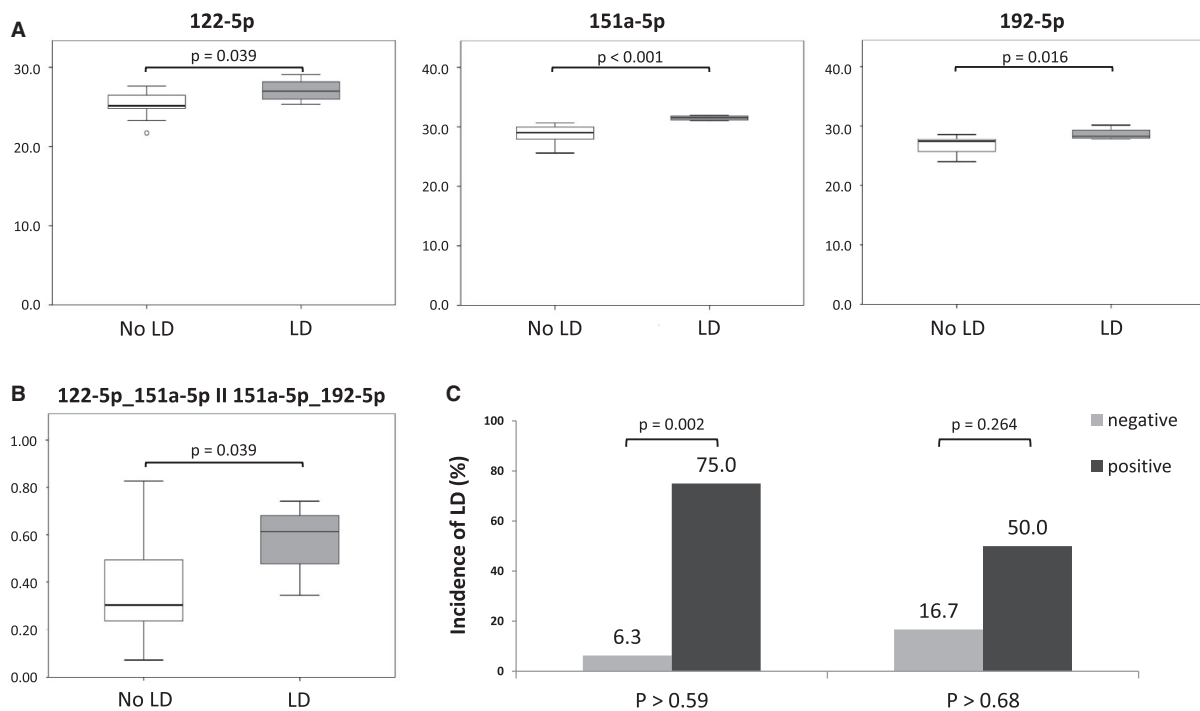 A
122-5p
p = 0.039
30.0
20.0
10.0
0.0
No LD
LD
151a-5p
p < 0.001
40.0
30.0
20.0
10.0
0.0
No LD
LD
192-5p
p = 0.016
40.0
30.0
20.0
10.0
0.0
No LD
LD
B
122-5p_151a-5p II 151a-5p_192-5p
p = 0.039
1.00
0.80
0.60
0.40
0.20
0.00
No LD
LD
C
Incidence of LD (%)
100
80
60
40
20
0
p = 0.002
75.0
6.3
P > 0.59
p = 0.264
50.0
16.7
P > 0.68
negative
positive